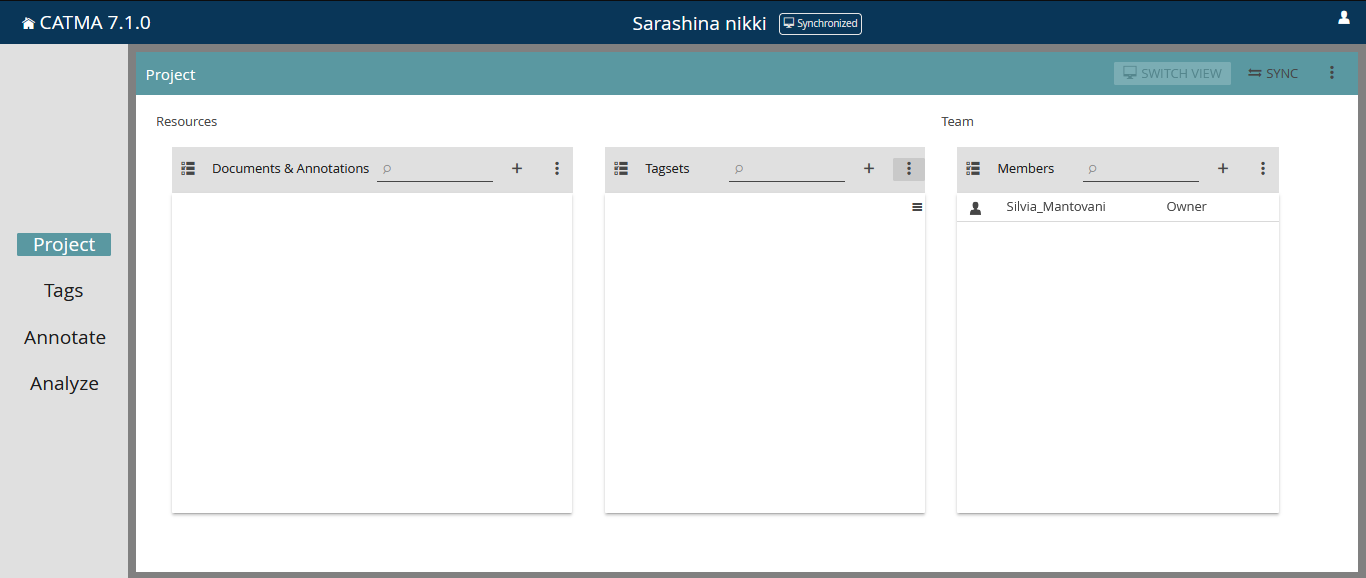 CATMA 7.1.0
Sarashina nikki
Synchronized
Project
SWITCH VIEW
SYNC
Resources
Team
Documents & Annotations
Tagsets
Members
Silvia_Mantovani Owner
Project
Tags
Annotate
Analyze